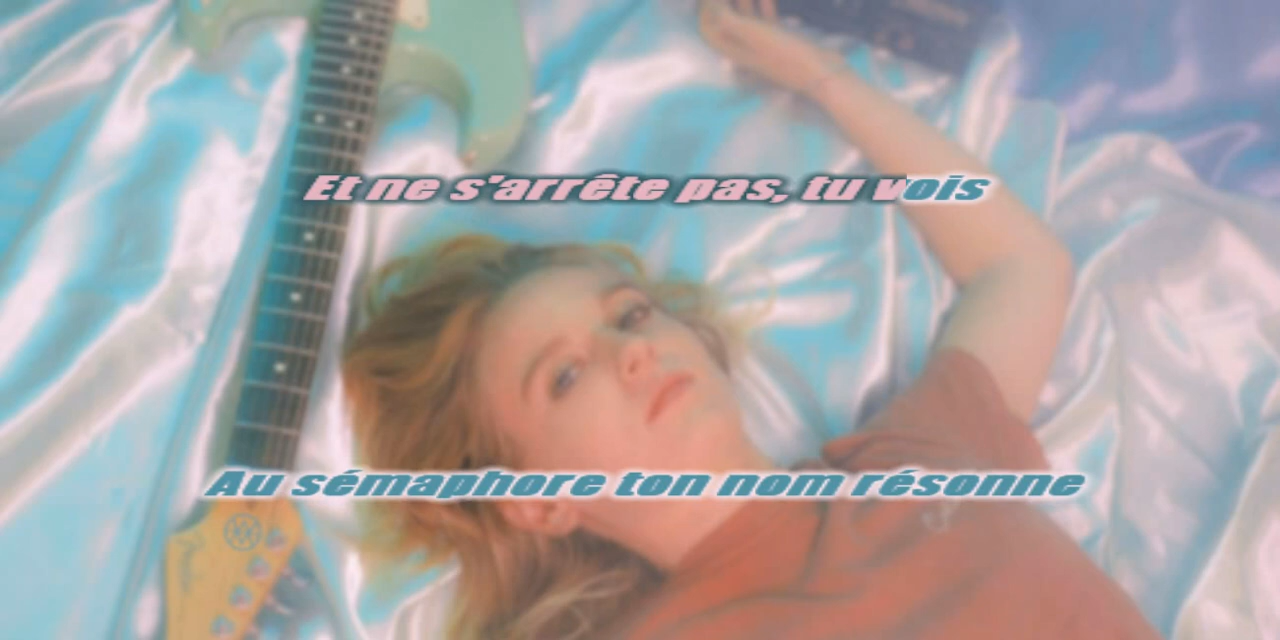 Et ne s'arrête pas, tu vois
Au sémaphore ton nom résonne